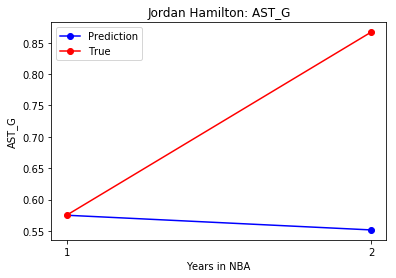 Jordan Hamilton: AST_G
Prediction
True
AST_G
0.85
0.80
0.75
0.70
0.65
0.60
0.55
1
2
Years in NBA